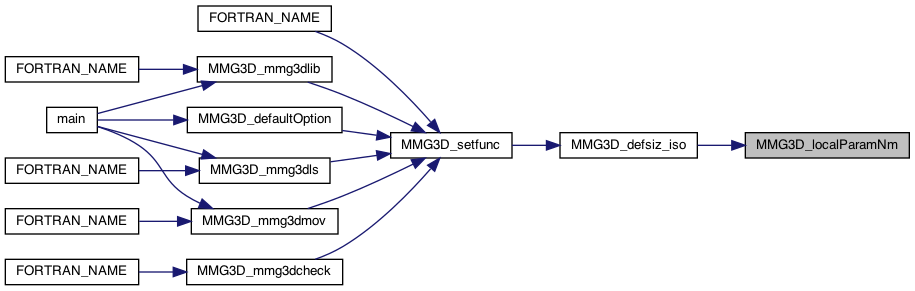 FORTRAN_NAME
FORTRAN_NAME
MMG3D_mmg3dlib
main
MMG3D_defaultOption
MMG3D_setfunc
MMG3D_defsiz_iso
MMG3D_localParamNm
FORTRAN_NAME
MMG3D_mmg3dls
FORTRAN_NAME
MMG3D_mmg3dmov
FORTRAN_NAME
MMG3D_mmg3dcheck